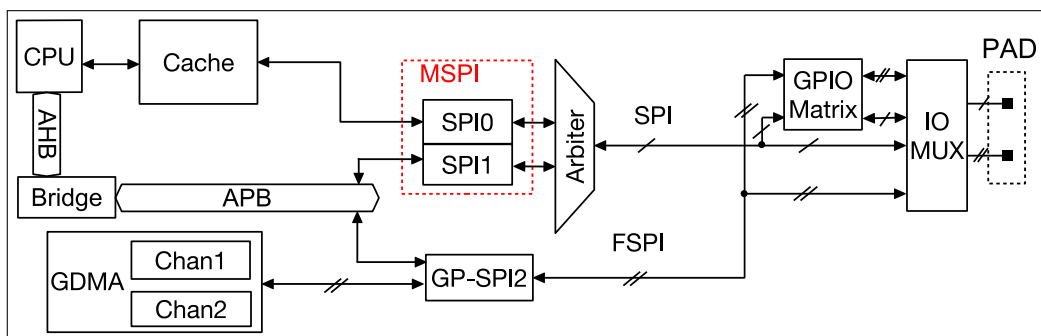 CPU
Cache
MSPI
SPI0
SPI1
Arbiter
SPI
GPIO
Matrix
IO
MUX
PAD
AHB
Bridge
APB
GDMA
Chan1
Chan2
GP-SPI2
FSPI